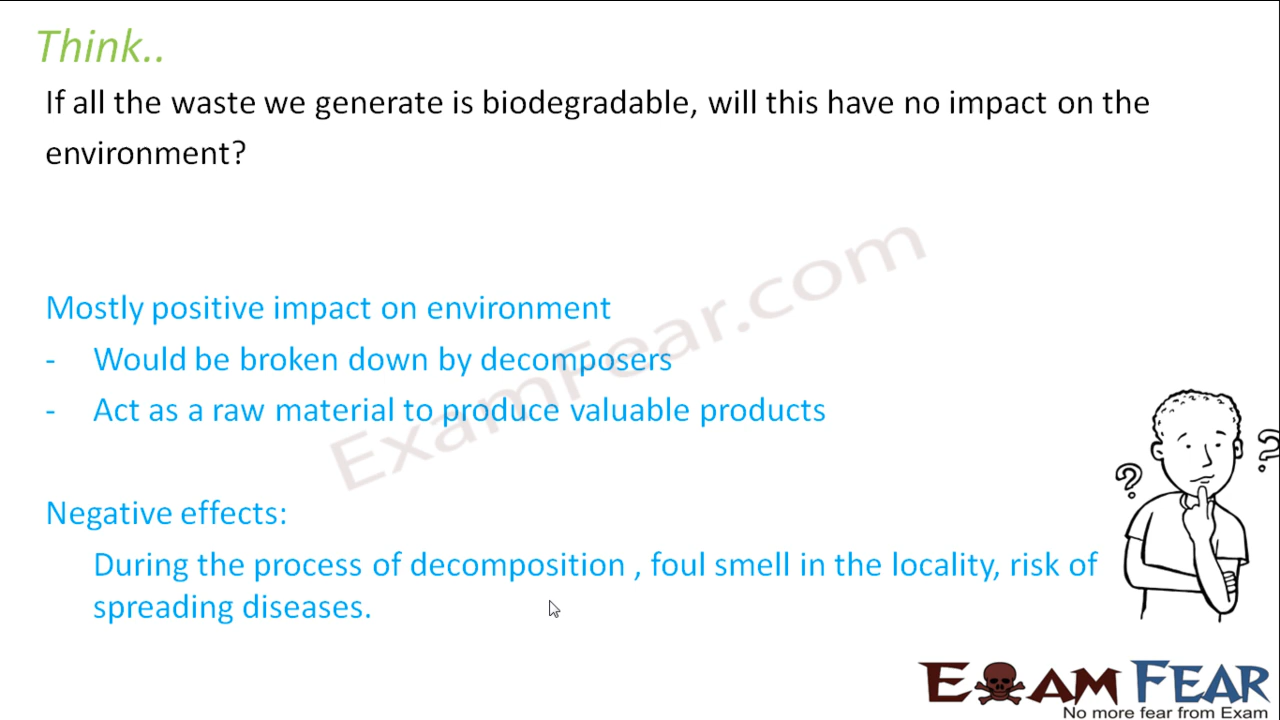 Think..
If all the waste we generate is biodegradable, will this have no impact on the
environment?
Mostly positive impact on environment
- Would be broken down by decomposers
- Act as a raw material to produce valuable products
ExamFear.com
Negative effects:
During the process of decomposition , foul smell in the locality, risk of
spreading diseases.
? ?
EXAM FEAR
No more fear from Exam